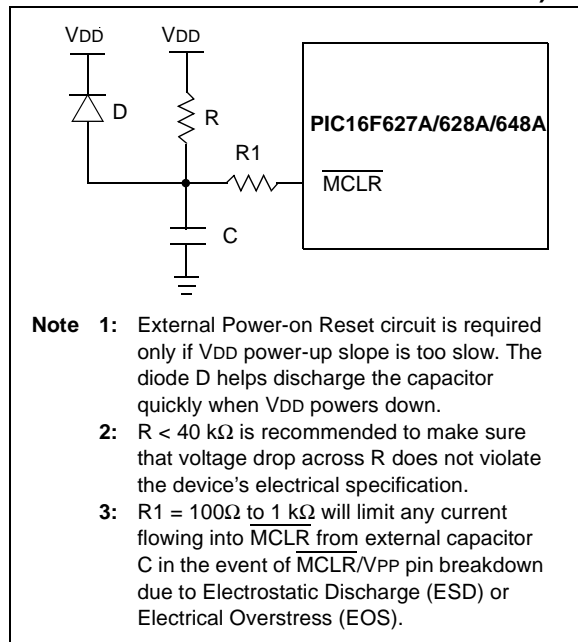 VDD VDD
D
R
PIC16F627A/628A/648A
R1
MCLR
C
Note 1: External Power-on Reset circuit is required
only if VDD power-up slope is too slow. The
diode D helps discharge the capacitor
quickly when VDD powers down.
2: R < 40 kΩ is recommended to make sure
that voltage drop across R does not violate
the device's electrical specification.
3: R1 = 100Ω to 1 kΩ will limit any current
flowing into MCLR from external capacitor
C in the event of MCLR/VPP pin breakdown
due to Electrostatic Discharge (ESD) or
Electrical Overstress (EOS).